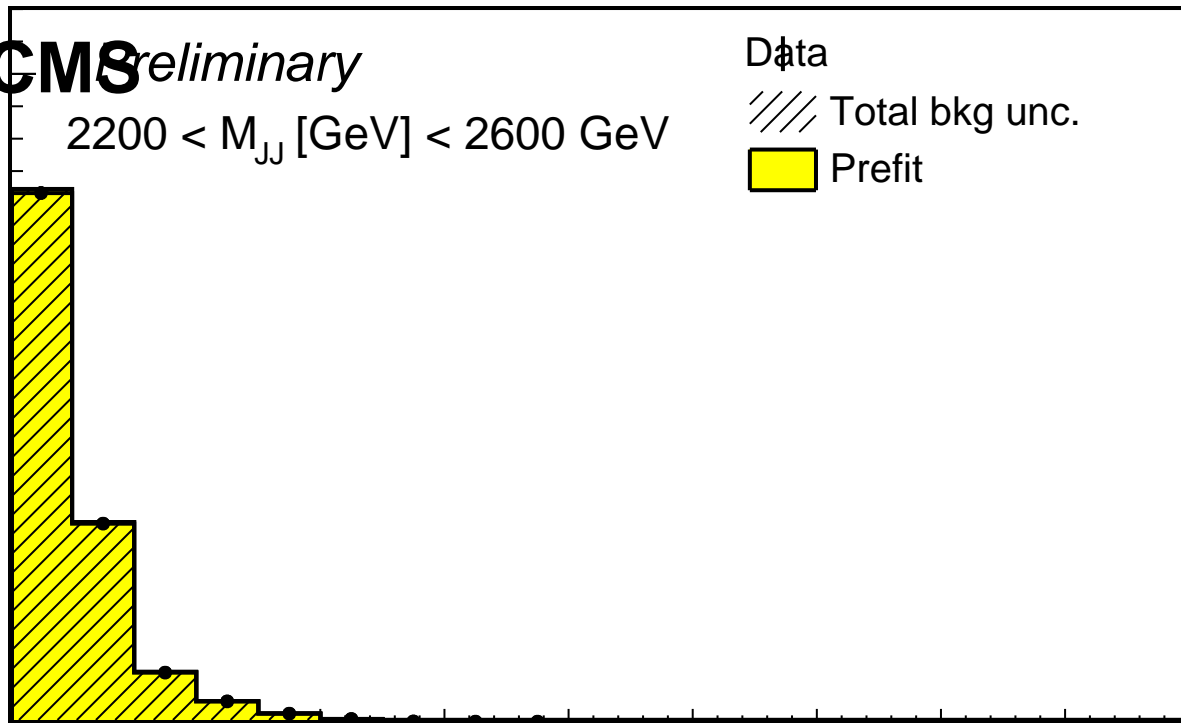 CMS Preliminary
2200 < M_JJ [GeV] < 2600 GeV
Data
Total bkg unc.
Prefit